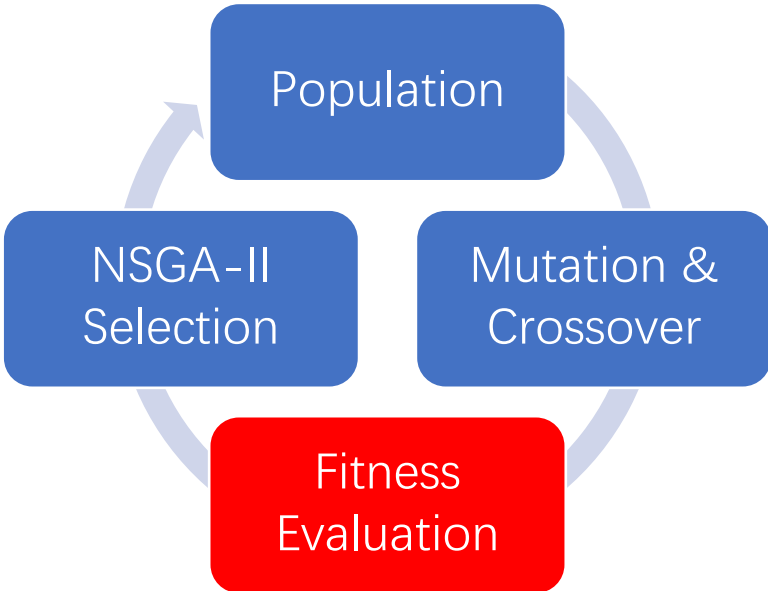 Population
NSGA-II
Selection
Mutation &
Crossover
Fitness
Evaluation